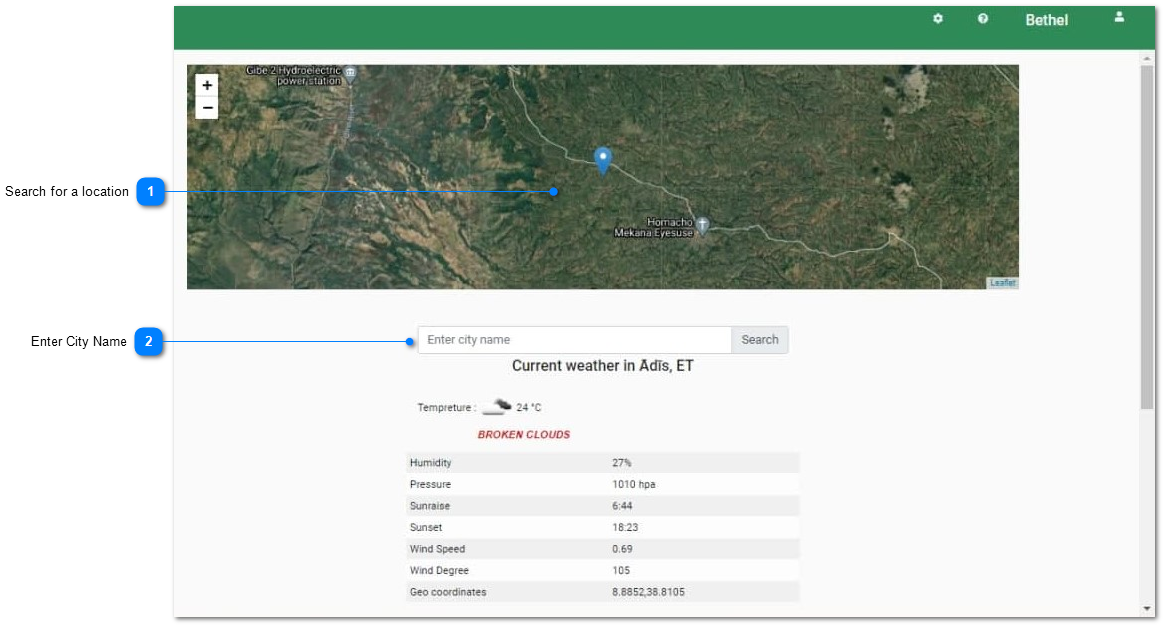 Bethel
Gibe 2 Hydroelectric
power station
+
−
Search for a location 1
Homacho
Mekana Eyesuse
Leaflet
Enter City Name 2
Enter city name Search
Current weather in Ādīs, ET
Tempreture : 24 °C
BROKEN CLOUDS
Humidity 27%
Pressure 1010 hpa
Sunraise 6:44
Sunset 18:23
Wind Speed 0.69
Wind Degree 105
Geo coordinates 8.8852,38.8105